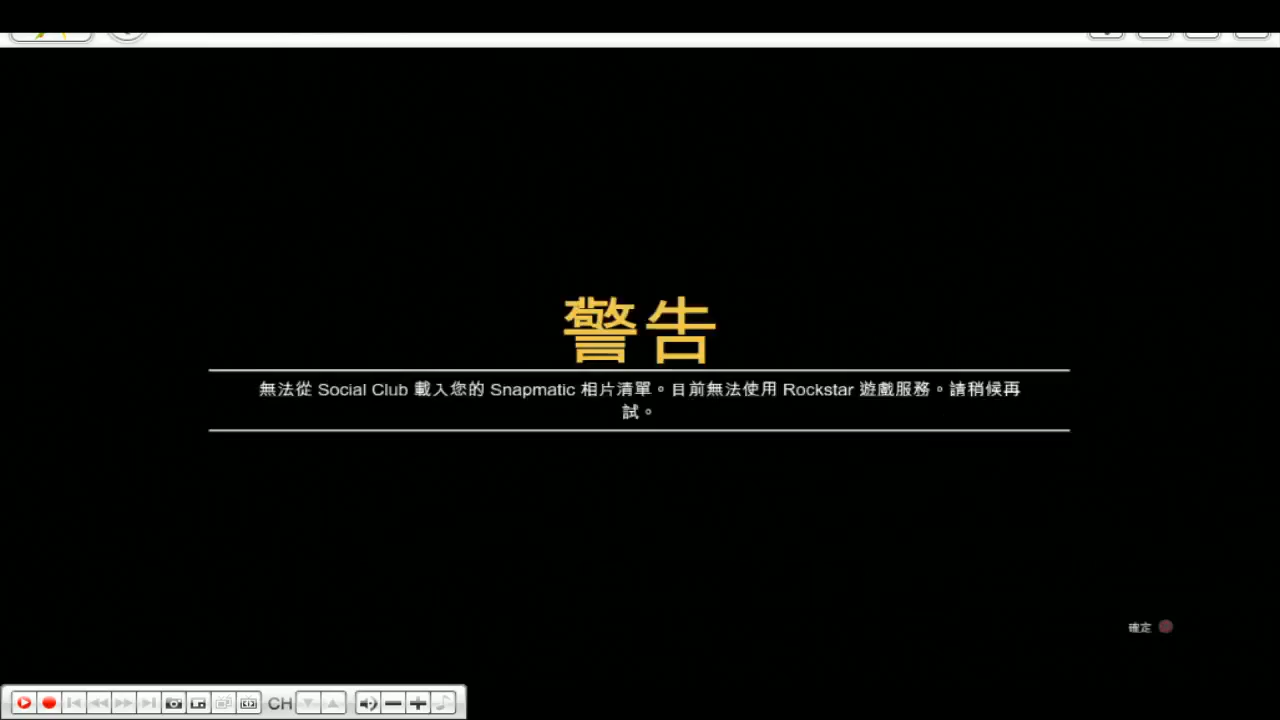 警告
無法從 Social Club 載入您的 Snapmatic 相片清單。目前無法使用 Rockstar 遊戲服務。請稍候再
試。
確定
CH